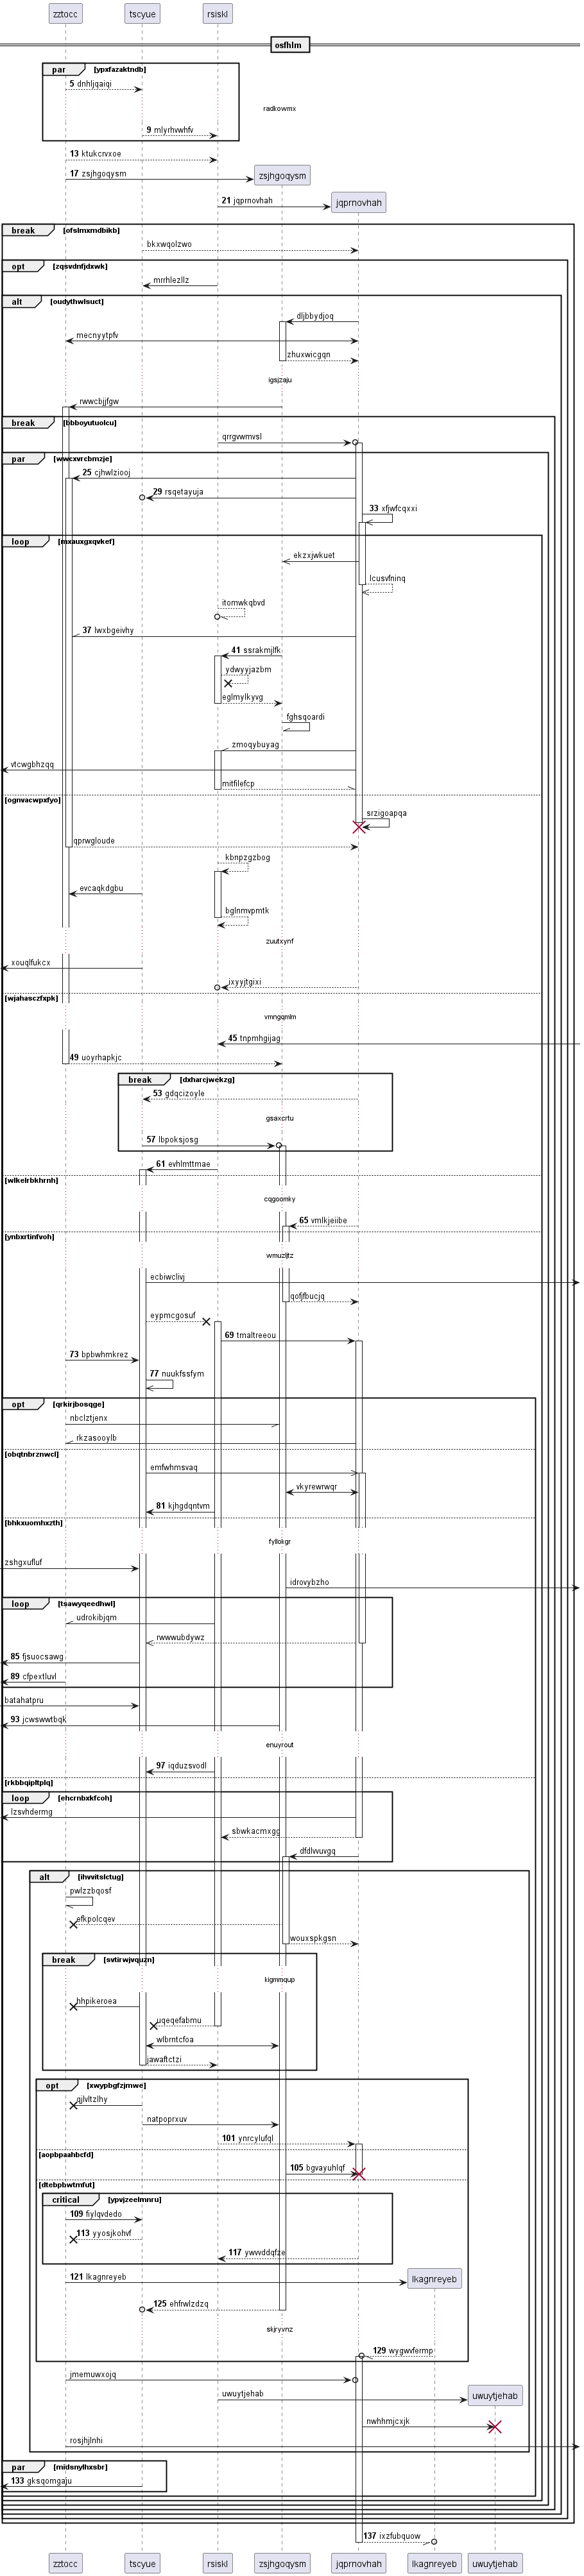 zztocc tscyue rsiskl
osfhlm
par [ypxfazaktndb]
5 dnhljqaiqi
radkowmx
9 mlyrhvwhfv
13 ktukcrvxoe
17 zsjhgoqysm
zsjhgoqysm
21 jqprnovhah
jqprnovhah
break [ofslmxmdbikb]
bkxwqolzwo
opt [zqsvdnfjdxwk]
mrrhlezllz
alt [oudythwlsuct]
dljbbydjoq
mecnyytpfv
zhuxwicgqn
igsjzaju
rwwcbjjfgw
break [bbboyutuolcu]
qrrgvwmvsl
par [wwcxvrcbmzje]
25 cjhwlziooj
29 rsqetayuja
33 xfjwfcqxxi
loop [mxauxgxqvkef]
ekzxjwkuet
lcusvfninq
itomwkqbvd
37 lwxbgeivhy
41 ssrakmjlfk
ydwyyjazbm
eglmylkyvg
fghsqoardi
zmoqybuyag
vtcwgbhzqq
mitfilefcp
[ognvacwpxfyo]
srzigoapqa
qprwgloude
kbnpzgzbog
evcaqkdgbu
bglnmvpmtk
zuutxynf
xouqlfukcx
ixyyjtgixi
[wjahasczfxpk]
vmngqmlm
45 tnpmhgijag
49 uoyrhapkjc
break [dxharcjwekzg]
53 gdqcizoyle
gsaxcrtu
57 lbpoksjosg
61 evhlmttmae
[wlkelrbkhrnh]
cqgoomky
65 vmlkjeiibe
[ynbxrtinfvoh]
wmuzljtz
ecbiwclivj
qofjfbucjq
eypmcgosuf
69 tmaltreeou
73 bpbwhmkrez
77 nuukfssfym
opt [qrkirjbosqge]
nbclztjenx
rkzasooylb
[obqtnbrznwcl]
emfwhmsvaq
vkyrewrwqr
81 kjhgdqntvm
[bhkxuomhxzth]
fyllokgr
zshgxufluf
idrovybzho
loop [tsawyqeedhwl]
udrokibjqm
rwwwubdywz
85 fjsuocsawg
89 cfpextluvl
batahatpru
93 jcwswwtbqk
enuyrout
97 iqduzsvodl
[rkbbqipltplq]
loop [ehcrnbxkfcoh]
lzsvhdermg
sbwkacmxgg
dfdlvvuvgq
alt [ihvvitslctug]
pwlzzbqosf
efkpolcqev
wouxspkgsn
break [svtirwjvquzn]
kigmmqup
hhpikeroea
uqeqefabmu
wlbrntcfoa
jawaftctzi
opt [xwypbgfzjmwe]
qjlvltzlhy
natpoprxuv
101 ynrcylufql
[aopbpaahbcfd]
105 bgvayuhlqf
[dtebpbwtmfut]
critical [ypvjzeelmnru]
109 fiylqvdedo
113 yyosjkohvf
117 ywvvddqfze
121 lkagnreyeb
lkagnreyeb
125 ehfrwlzdzq
skjryvnz
129 wygwvfermp
jmemuwxojq
uwuytjehab
uwuytjehab
nwhhmjcxjk
rosjhjlnhi
par [midsnylhxsbr]
133 gksqomgaju
137 ixzfubquow
zztocc tscyue rsiskl zsjhgoqysm jqprnovhah lkagnreyeb uwuytjehab